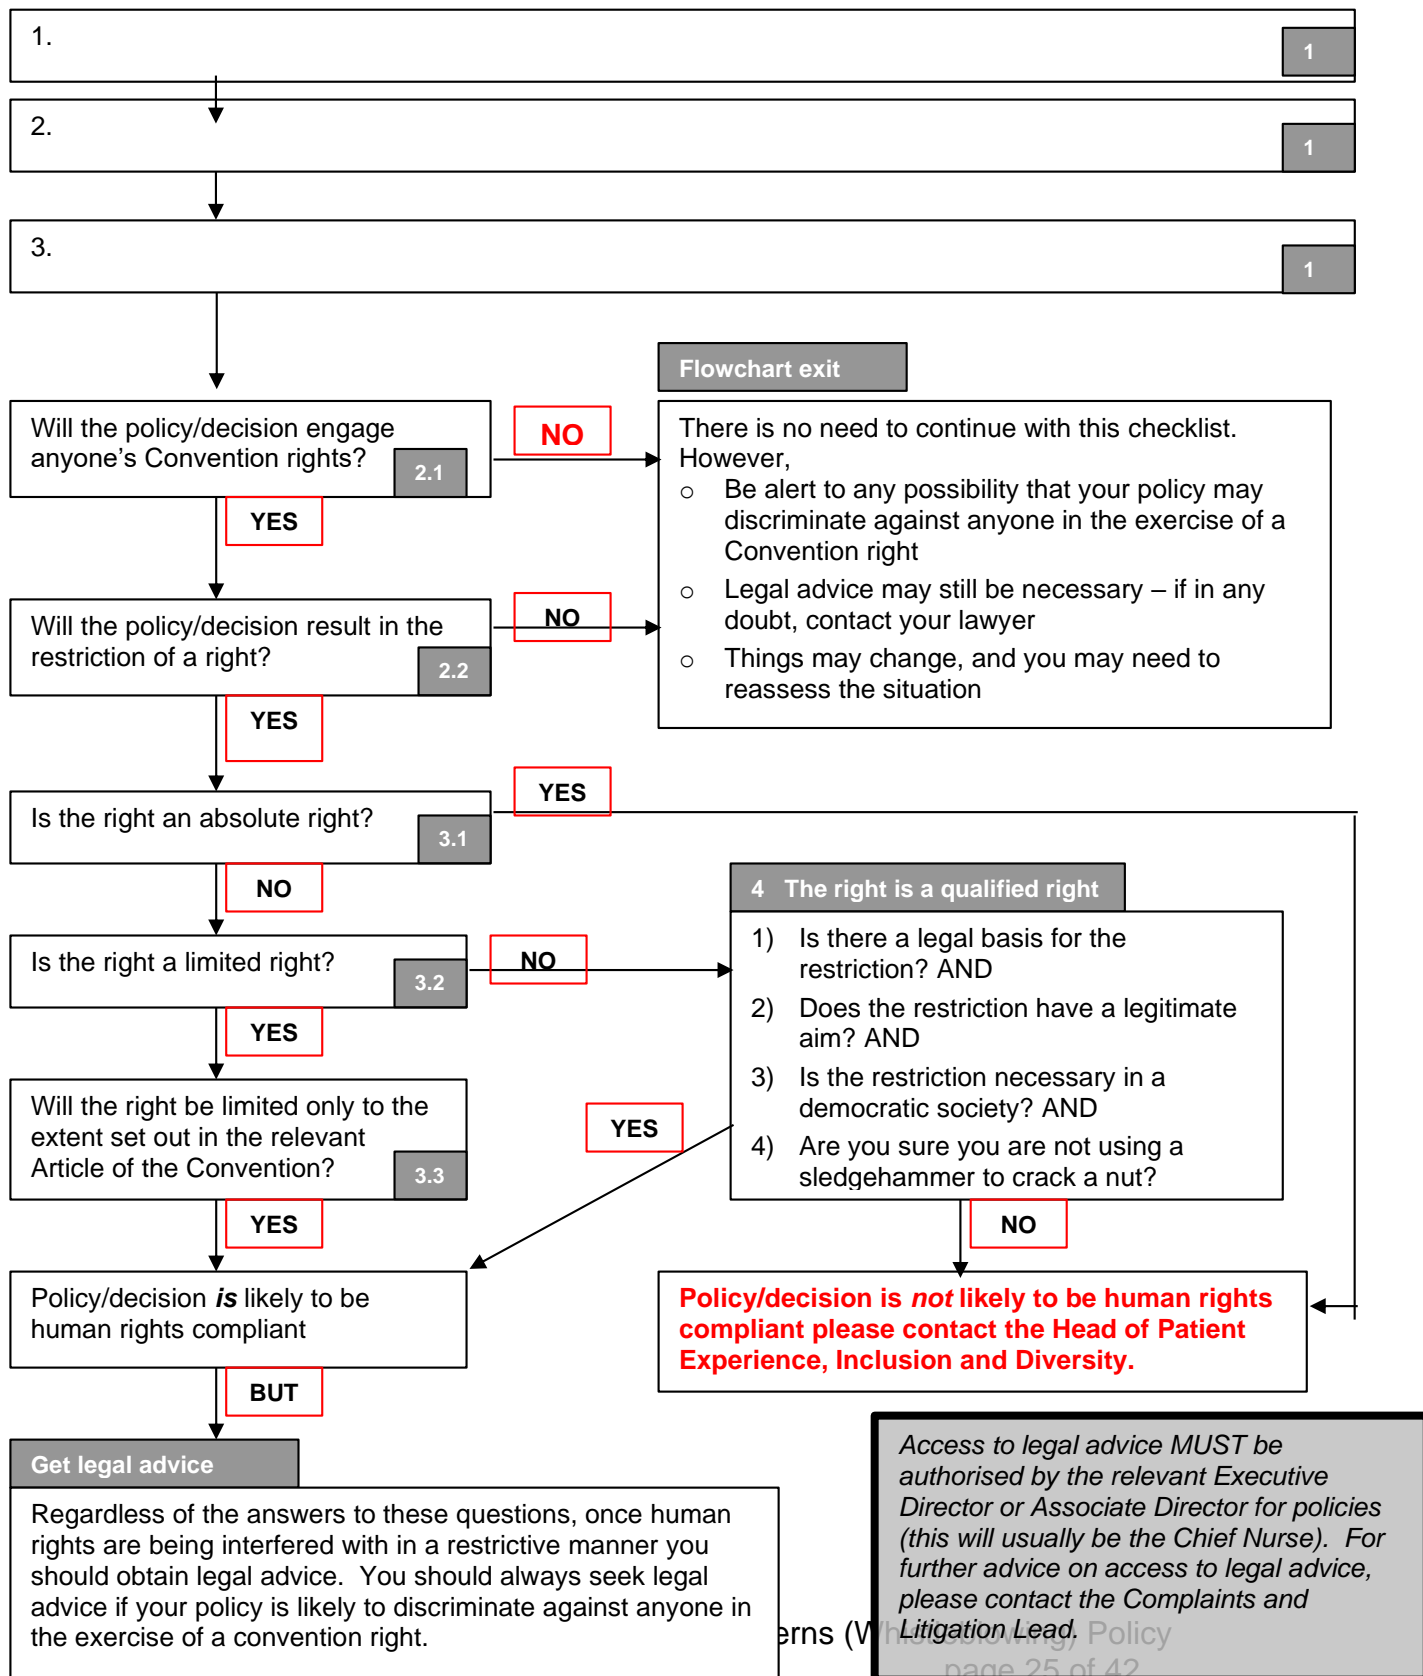 1.
1
2.
1
3.
1
Flowchart exit
Will the policy/decision engage
anyone’s Convention rights?
2.1
NO
There is no need to continue with this checklist.
However,
o Be alert to any possibility that your policy may
discriminate against anyone in the exercise of a
Convention right
o Legal advice may still be necessary – if in any
doubt, contact your lawyer
o Things may change, and you may need to
reassess the situation
YES
Will the policy/decision result in the
restriction of a right?
2.2
NO
YES
Is the right an absolute right?
3.1
YES
NO
Is the right a limited right?
3.2
NO
4 The right is a qualified right
1) Is there a legal basis for the
restriction? AND
2) Does the restriction have a legitimate
aim? AND
3) Is the restriction necessary in a
democratic society? AND
4) Are you sure you are not using a
sledgehammer to crack a nut?
YES
Will the right be limited only to the
extent set out in the relevant
Article of the Convention?
3.3
YES
YES
NO
Policy/decision is likely to be
human rights compliant
Policy/decision is not likely to be human rights
compliant please contact the Head of Patient
Experience, Inclusion and Diversity.
BUT
Get legal advice
Regardless of the answers to these questions, once human
rights are being interfered with in a restrictive manner you
should obtain legal advice. You should always seek legal
advice if your policy is likely to discriminate against anyone in
the exercise of a convention right.
Access to legal advice MUST be
authorised by the relevant Executive
Director or Associate Director for policies
(this will usually be the Chief Nurse). For
further advice on access to legal advice,
please contact the Complaints and
Litigation Lead.
erns (Whistleblowing) Policy
page 25 of 42